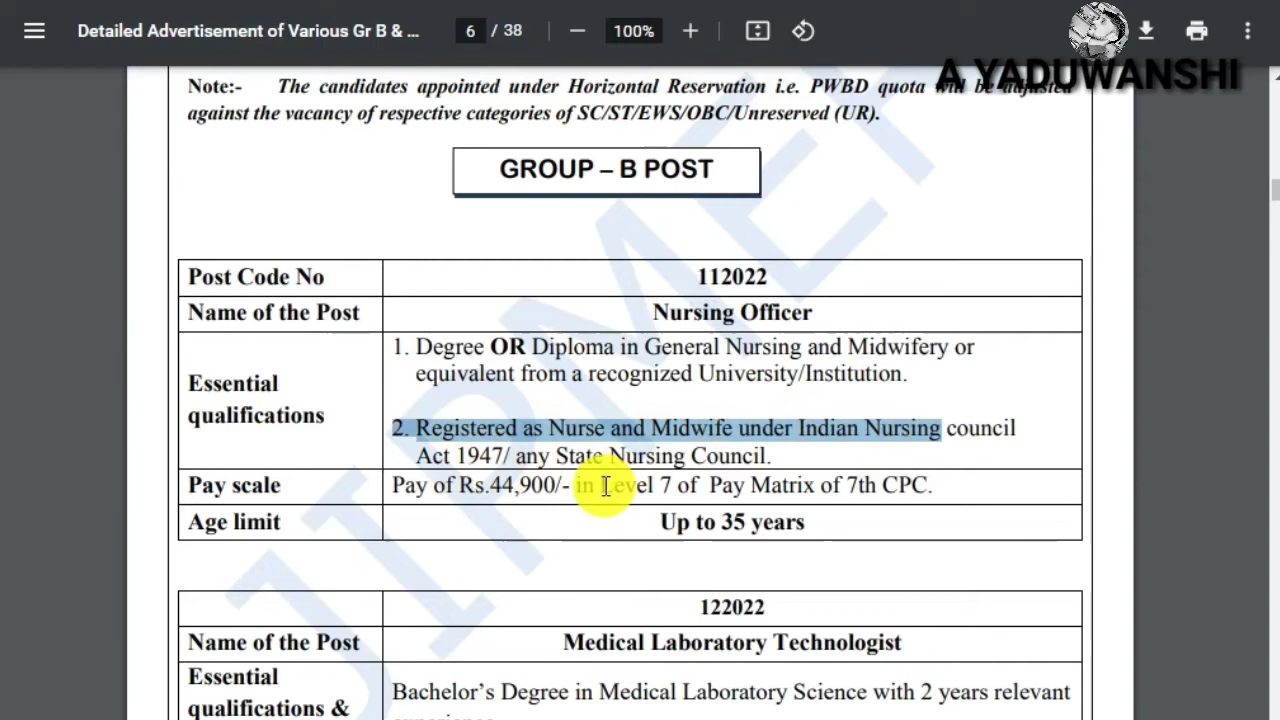 Detailed Advertisement of Various Gr B & ... 6 / 38 100%
A YADUWANSHI
Note:- The candidates appointed under Horizontal Reservation i.e. PWBD quota will be adjusted
against the vacancy of respective categories of SC/ST/EWS/OBC/Unreserved (UR).
GROUP – B POST
Post Code No 112022
Name of the Post Nursing Officer
Essential qualifications
1. Degree OR Diploma in General Nursing and Midwifery or
equivalent from a recognized University/Institution.
2. Registered as Nurse and Midwife under Indian Nursing council
Act 1947/ any State Nursing Council.
Pay scale Pay of Rs.44,900/- in Level 7 of Pay Matrix of 7th CPC.
Age limit Up to 35 years
122022
Name of the Post Medical Laboratory Technologist
Essential
qualifications &
Bachelor's Degree in Medical Laboratory Science with 2 years relevant
JIPMER